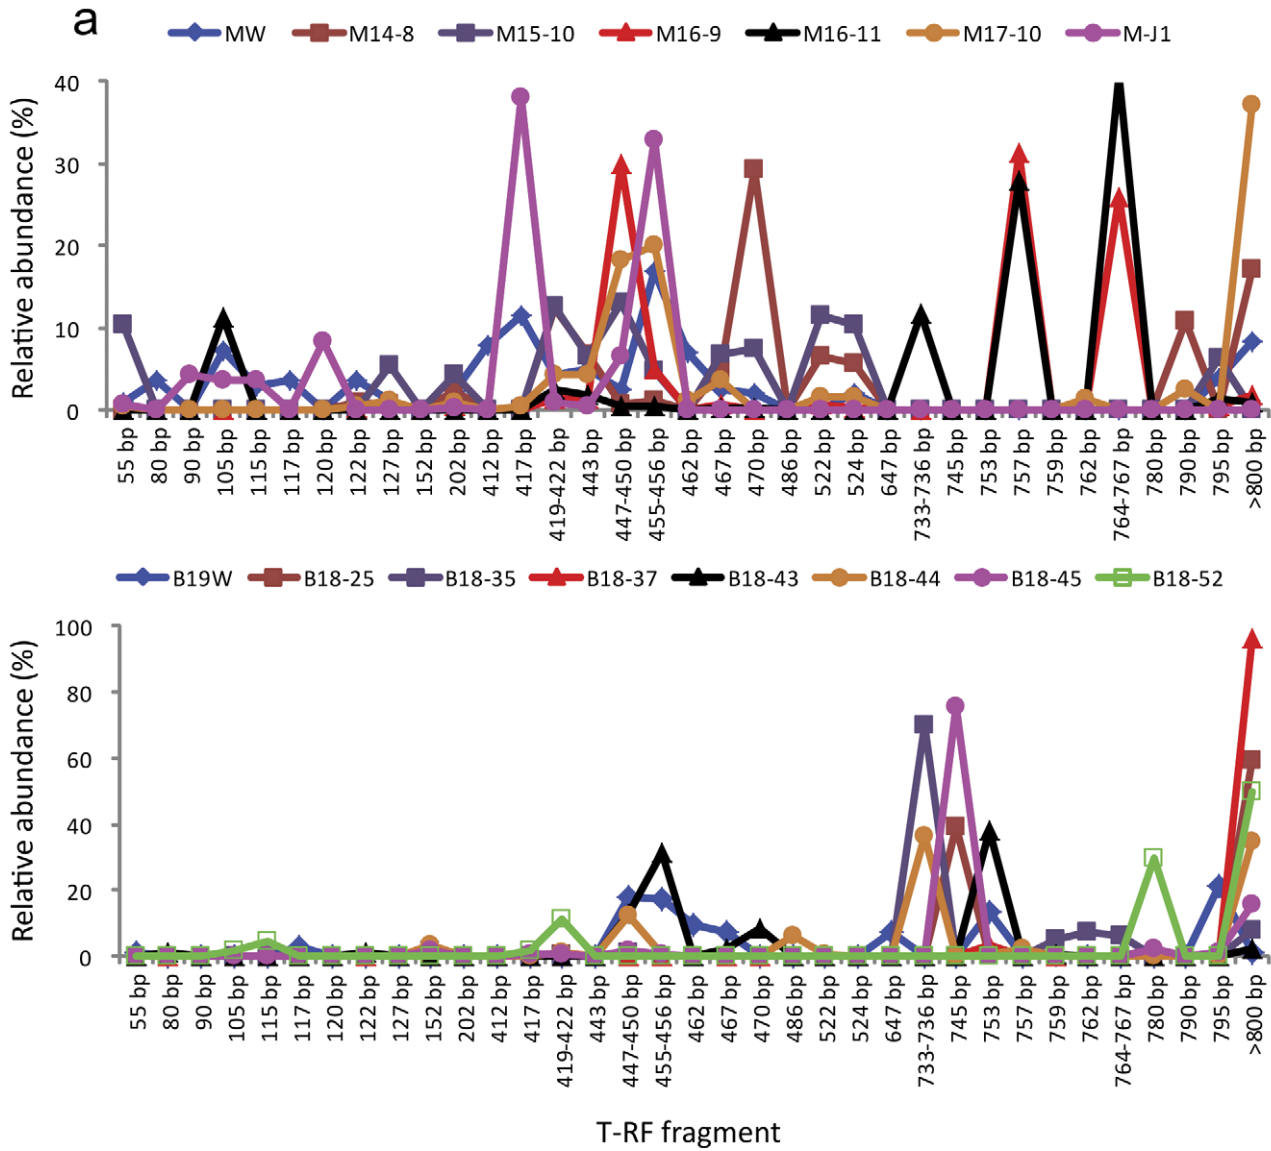 a
MW M14-8 M15-10 M16-9 M16-11 M17-10 M-J1
Relative abundance (%)
40
30
20
10
0
55 bp 80 bp 90 bp 105 bp 115 bp 117 bp 120 bp 122 bp 127 bp 152 bp 202 bp 412 bp 417 bp 419-422 bp 443 bp 447-450 bp 455-456 bp 462 bp 467 bp 470 bp 486 bp 522 bp 524 bp 647 bp 733-736 bp 745 bp 753 bp 757 bp 759 bp 762 bp 764-767 bp 780 bp 790 bp 795 bp >800 bp
B19W B18-25 B18-35 B18-37 B18-43 B18-44 B18-45 B18-52
Relative abundance (%)
100
80
60
40
20
0
55 bp 80 bp 90 bp 105 bp 115 bp 117 bp 120 bp 122 bp 127 bp 152 bp 202 bp 412 bp 417 bp 419-422 bp 443 bp 447-450 bp 455-456 bp 462 bp 467 bp 470 bp 486 bp 522 bp 524 bp 647 bp 733-736 bp 745 bp 753 bp 757 bp 759 bp 762 bp 764-767 bp 780 bp 790 bp 795 bp >800 bp
T-RF fragment